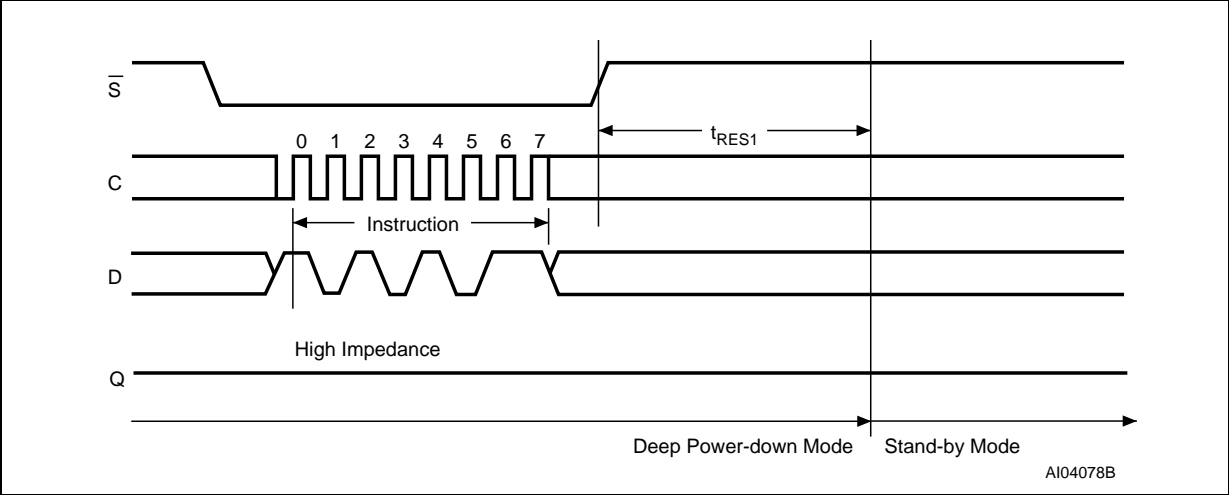 S̅
0 1 2 3 4 5 6 7
tRES1
C
Instruction
D
High Impedance
Q
Deep Power-down Mode Stand-by Mode
AI04078B